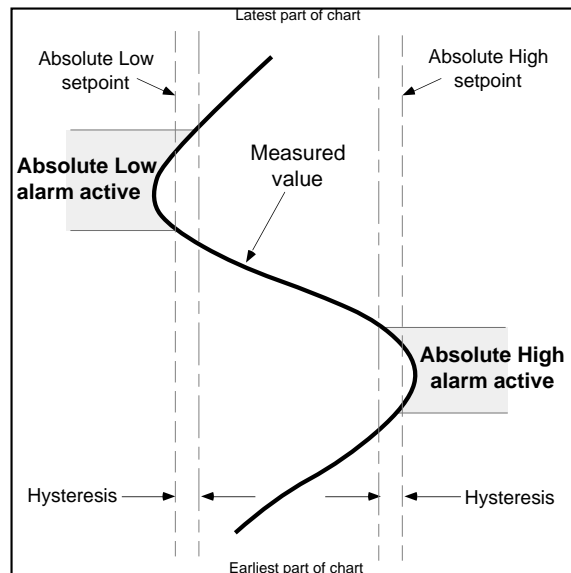 Latest part of chart
Absolute Low
setpoint
Absolute High
setpoint
Measured
value
Absolute Low
alarm active
Absolute High
alarm active
Hysteresis
Hysteresis
Earliest part of chart